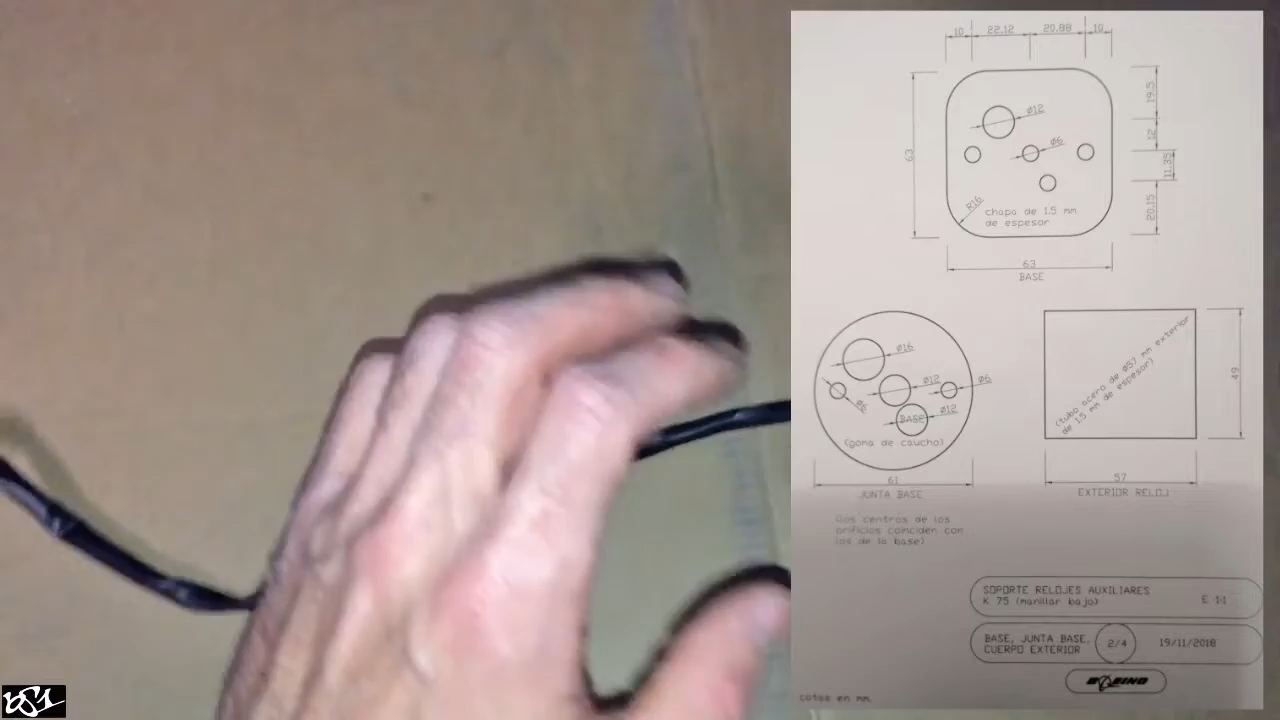 10 22.12 20.88 10
19.5
12
11.35
20.15
63
Ø12
Ø6
R16
chapa de 1.5 mm
de espesor
63
BASE
Ø16
Ø12
Ø6
Ø6
Ø12
BASE
(goma de caucho)
61
JUNTA BASE
(tubo acero de Ø57 mm exterior
de 1.5 mm de espesor)
49
57
EXTERIOR RELOJ
(los centros de los
orificios coinciden con
los de la base)
SOPORTE RELOJES AUXILIARES
K 75 (manillar bajo) E 1:1
BASE, JUNTA BASE,
CUERPO EXTERIOR 2/4 19/11/2018
BOEING
cotas en mm.